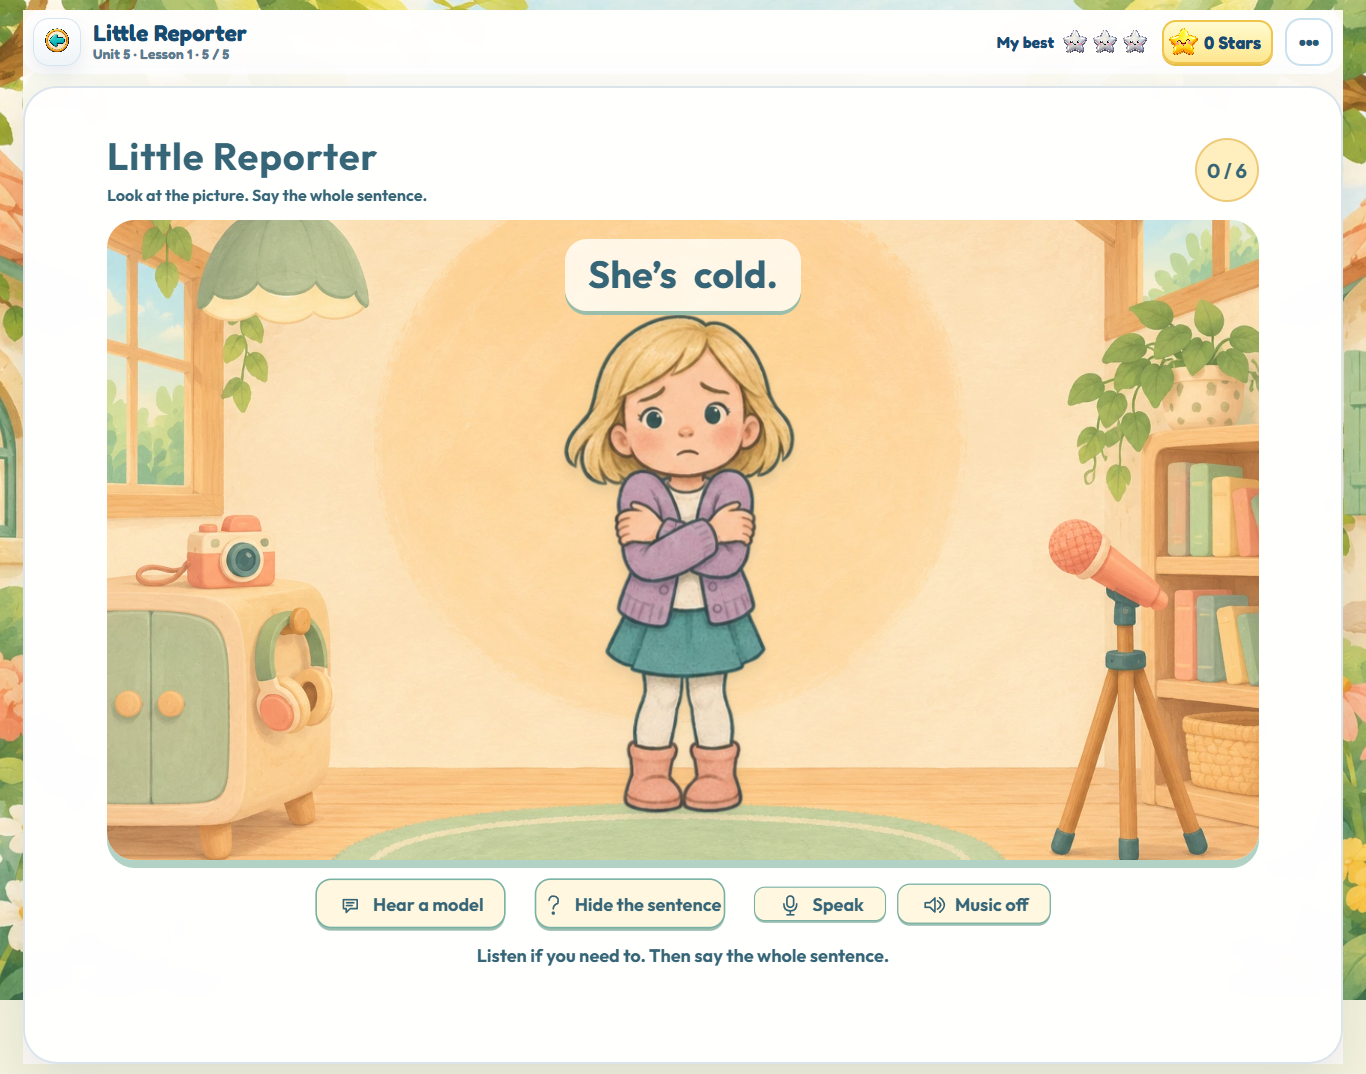 Little Reporter
Unit 5 · Lesson 1 · 5 / 5
My best
0 Stars
Little Reporter
Look at the picture. Say the whole sentence.
0 / 6
She’s cold.
Hear a model
? Hide the sentence
Speak
Music off
Listen if you need to. Then say the whole sentence.